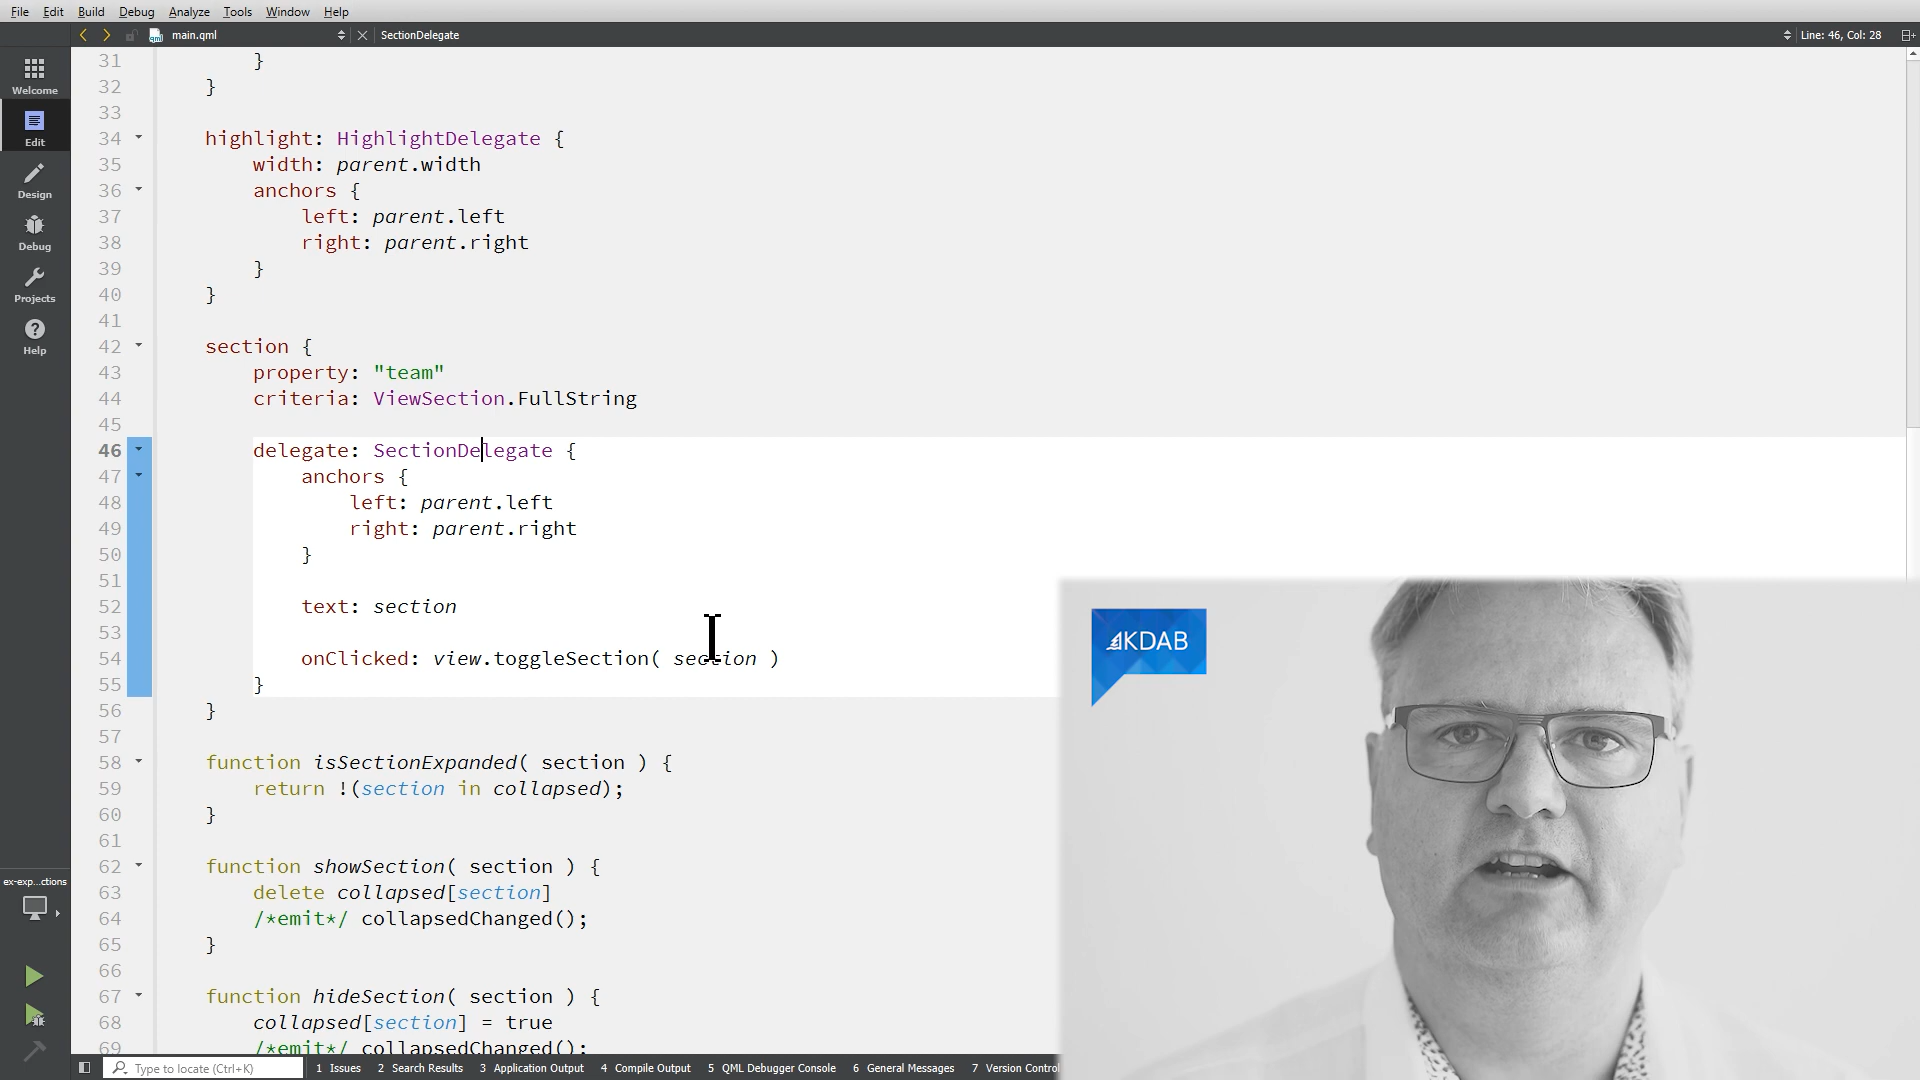 File Edit Build Debug Analyze Tools Window Help
main.qml SectionDelegate Line: 46, Col: 28
Welcome
Edit
Design
Debug
Projects
Help
31 }
32 }
33
34 highlight: HighlightDelegate {
35 width: parent.width
36 anchors {
37 left: parent.left
38 right: parent.right
39 }
40 }
41
42 section {
43 property: "team"
44 criteria: ViewSection.FullString
45
46 delegate: SectionDelegate {
47 anchors {
48 left: parent.left
49 right: parent.right
50 }
51
52 text: section
53
54 onClicked: view.toggleSection( section )
55 }
56 }
57
58 function isSectionExpanded( section ) {
59 return !(section in collapsed);
60 }
61
62 function showSection( section ) {
63 delete collapsed[section]
64 /*emit*/ collapsedChanged();
65 }
66
67 function hideSection( section ) {
68 collapsed[section] = true
69 /*emit*/ collapsedChanged();
KDAB
ex-exp...ctions
Type to locate (Ctrl+K) 1 Issues 2 Search Results 3 Application Output 4 Compile Output 5 QML Debugger Console 6 General Messages 7 Version Control